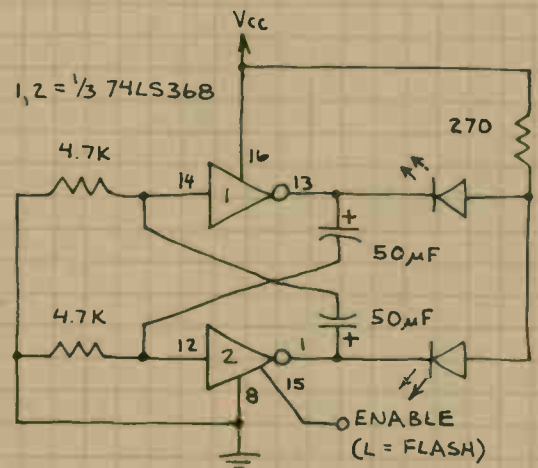 Vcc
1, 2 = 1/3 74LS368
270
4.7K
16
14
1
13
+
50µF
4.7K
50µF
+
12
2
1
15
8
ENABLE
(L = FLASH)